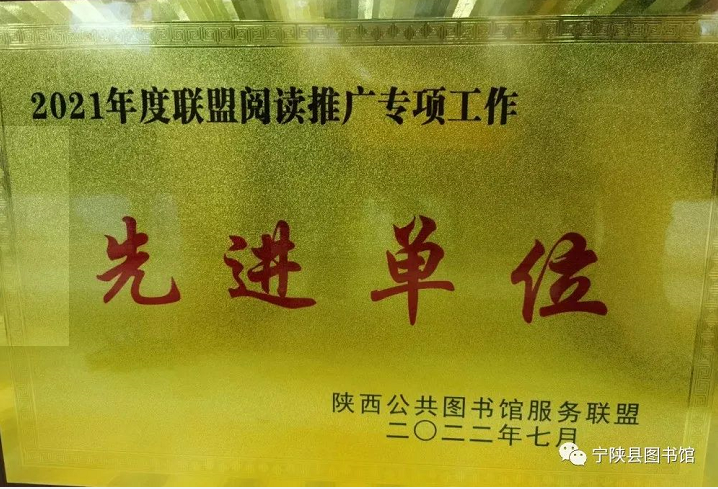 2021年度联盟阅读推广专项工作
先进单位
陕西公共图书馆服务联盟
二〇二二年七月
宁陕县图书馆